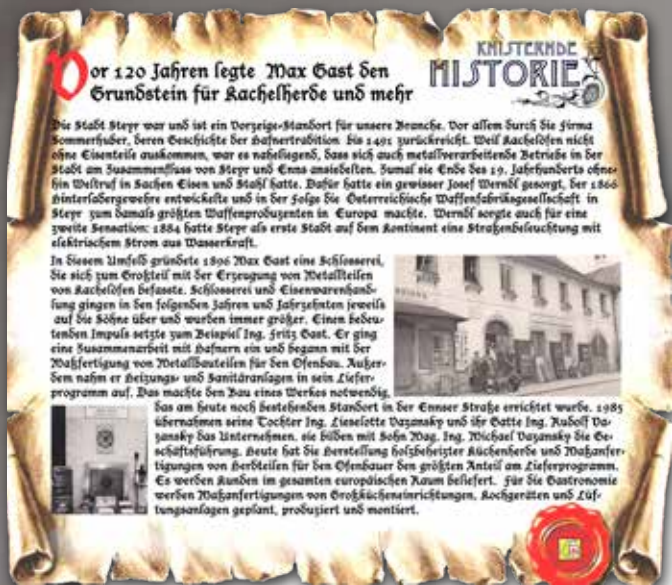 KNISTERNDE
HISTORIE
Vor 120 Jahren legte Max Gast den
Grundstein für Kachelherde und mehr
Die Stadt Steyr war und ist ein Vorzeige-Standort für unsere Branche. Vor allem durch die Firma
Sommerhuber, deren Geschichte der Hafnertradition bis 1491 zurückreicht. Weil Kachelöfen nicht
ohne Eisenteile auskommen, war es naheliegend, dass sich auch metallverarbeitende Betriebe in der
Stadt am Zusammenfluss von Steyr und Enns ansiedelten. Zumal sie Ende des 19. Jahrhunderts ohne-
hin Weltruf in Sachen Eisen und Stahl hatte. Dafür hatte ein gewisser Josef Werndl gesorgt, der 1866
Hinterladergewehre entwickelte und in der Folge die Oesterreichische Waffenfabriksgesellschaft in
Steyr zum damals größten Waffenproduzenten in Europa machte. Werndl sorgte auch für eine
zweite Sensation: 1884 hatte Steyr als erste Stadt auf dem Kontinent eine Straßenbeleuchtung mit
elektrischem Strom aus Wasserkraft.
In diesem Umfeld gründete 1896 Max Gast eine Schlosserei,
die sich zum Großteil mit der Erzeugung von Metallteilen
von Kachelöfen befasste. Schlosserei und Eisenwarenhand-
lung gingen in den folgenden Jahren und Jahrzehnten jeweils
auf die Söhne über und wurden immer größer. Einen bedeu-
tenden Impuls setzte zum Beispiel Ing. Fritz Gast. Er ging
eine Zusammenarbeit mit Hafnern ein und begann mit der
Maßfertigung von Metallbauteilen für den Ofenbau. Außer-
dem nahm er Heizungs- und Sanitäranlagen in sein Liefer-
programm auf. Das machte den Bau eines Werkes notwendig,
das am heute noch bestehenden Standort in der Ennser Straße errichtet wurde. 1985
übernahmen seine Tochter Ing. Lieselotte Vazansky und ihr Gatte Ing. Rudolf Va-
zansky das Unternehmen. sie bilden mit Sohn Mag. Ing. Michael Vazansky die Ge-
schäftsführung. Heute hat die Herstellung holzbeheizter Küchenherde und Maßanfer-
tigungen von Herdteilen für den Ofenbauer den größten Anteil am Lieferprogramm.
Es werden Kunden im gesamten europäischen Raum beliefert. Für die Gastronomie
werden Maßanfertigungen von Großkücheneinrichtungen, Kochgeräten und Lüf-
tungsanlagen geplant, produziert und montiert.